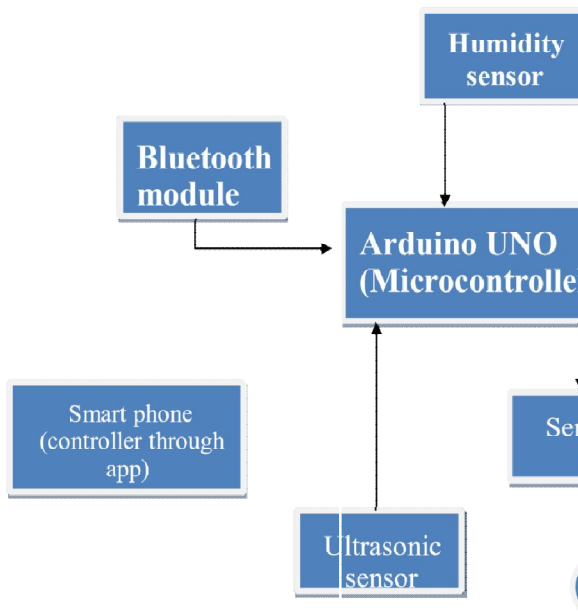 Humidity
sensor
Bluetooth
module
Arduino UNO
(Microcontrolle
Smart phone
(controller through
app)
Ultrasonic
sensor